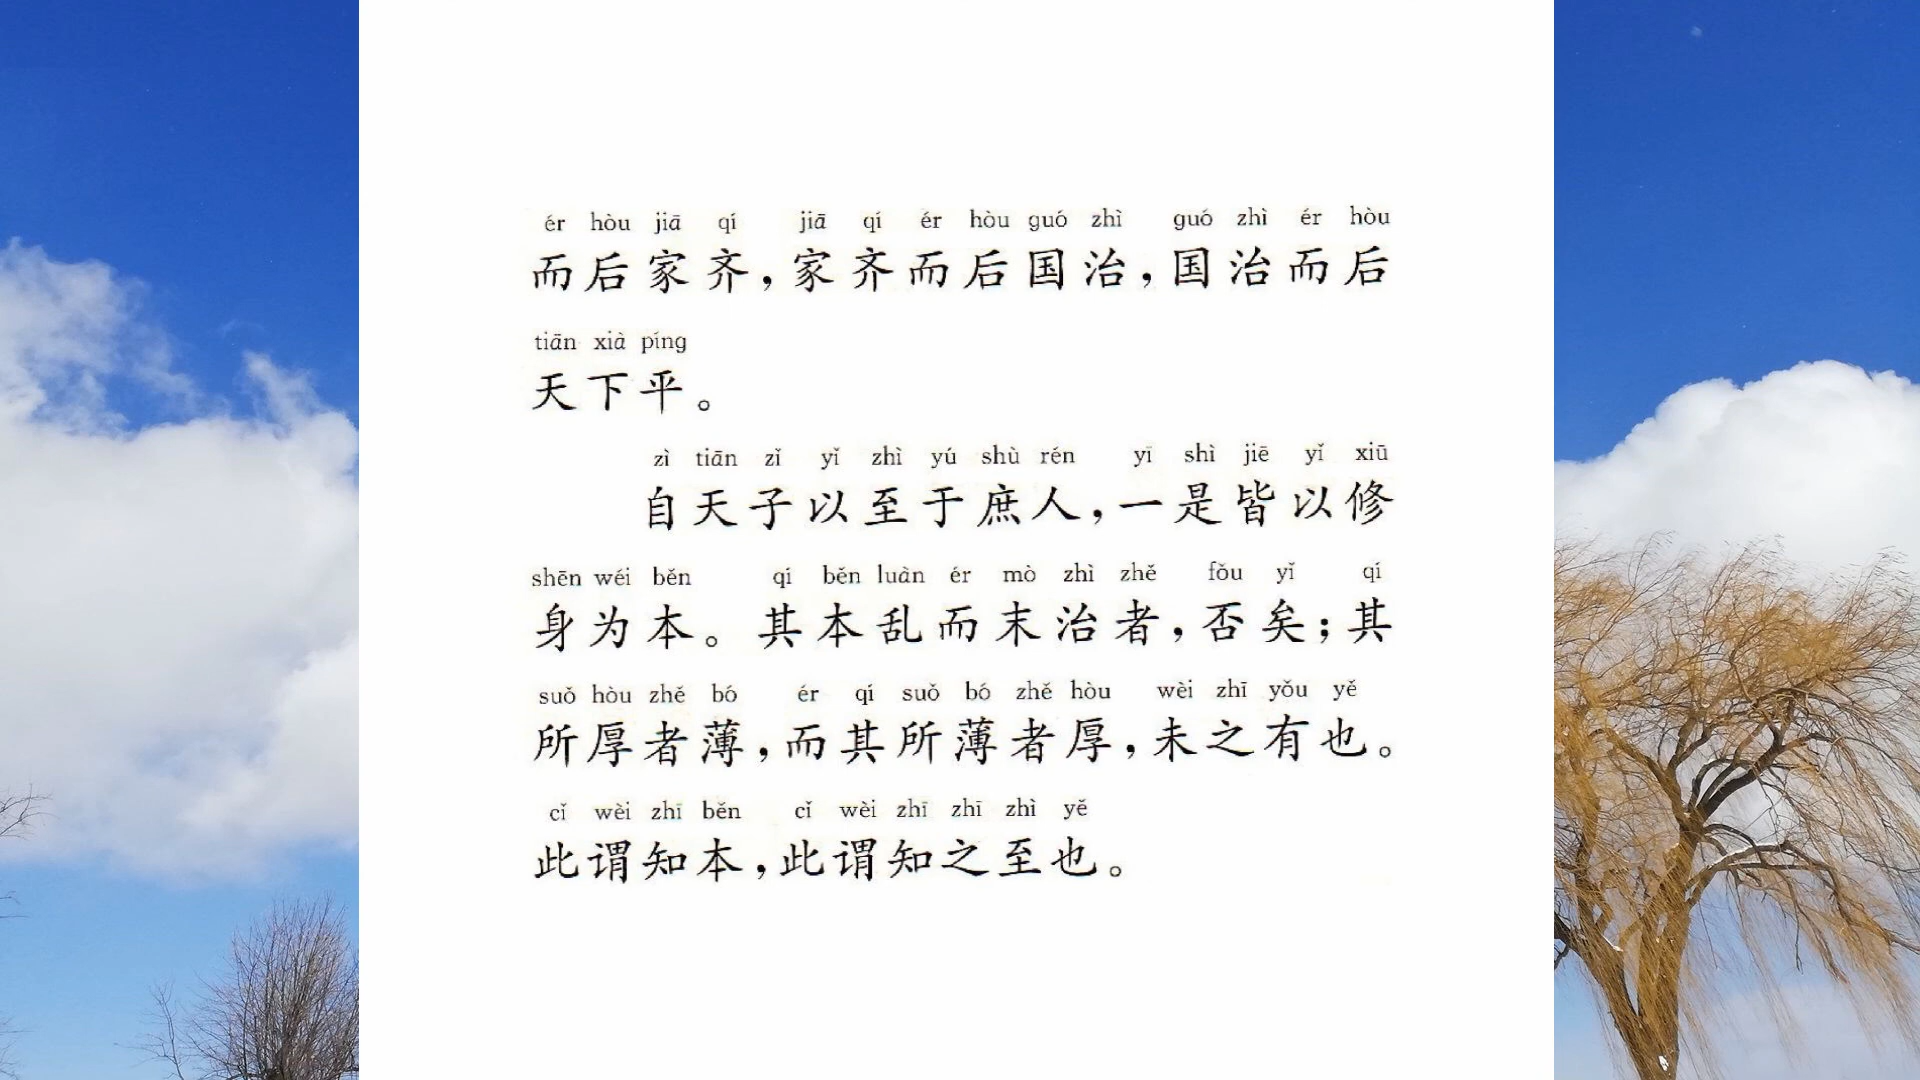 ér hòu jiā qí jiā qí ér hòu guó zhì guó zhì ér hòu
而后家齐，家齐而后国治，国治而后
tiān xià píng
天下平。
zì tiān zǐ yǐ zhì yú shù rén yī shì jiē yǐ xiū
自天子以至于庶人，一是皆以修
shēn wéi běn qí běn luàn ér mò zhì zhě fǒu yǐ qí
身为本。其本乱而末治者，否矣；其
suǒ hòu zhě bó ér qí suǒ bó zhě hòu wèi zhī yǒu yě
所厚者薄，而其所薄者厚，未之有也。
cǐ wèi zhī běn cǐ wèi zhī zhī zhì yě
此谓知本，此谓知之至也。